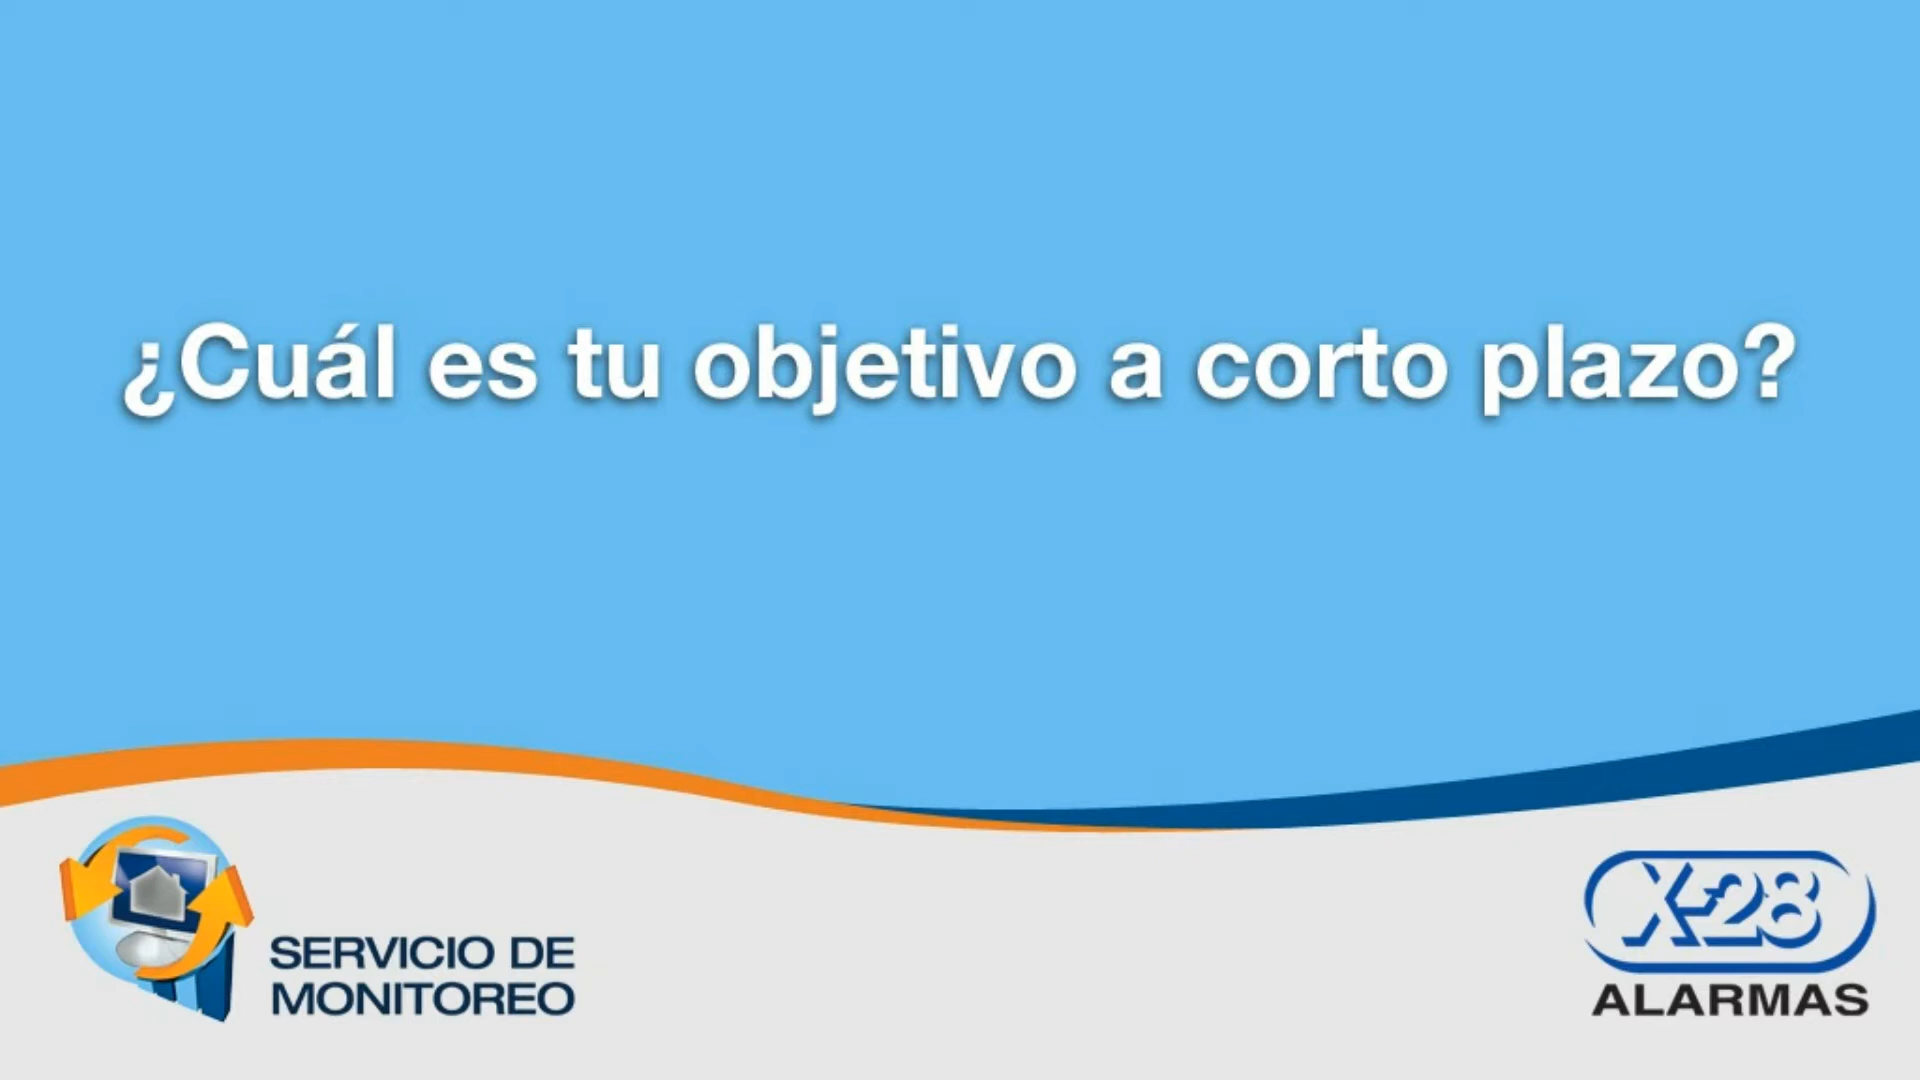 ¿Cuál es tu objetivo a corto plazo?
SERVICIO DE
MONITOREO
X-28
ALARMAS